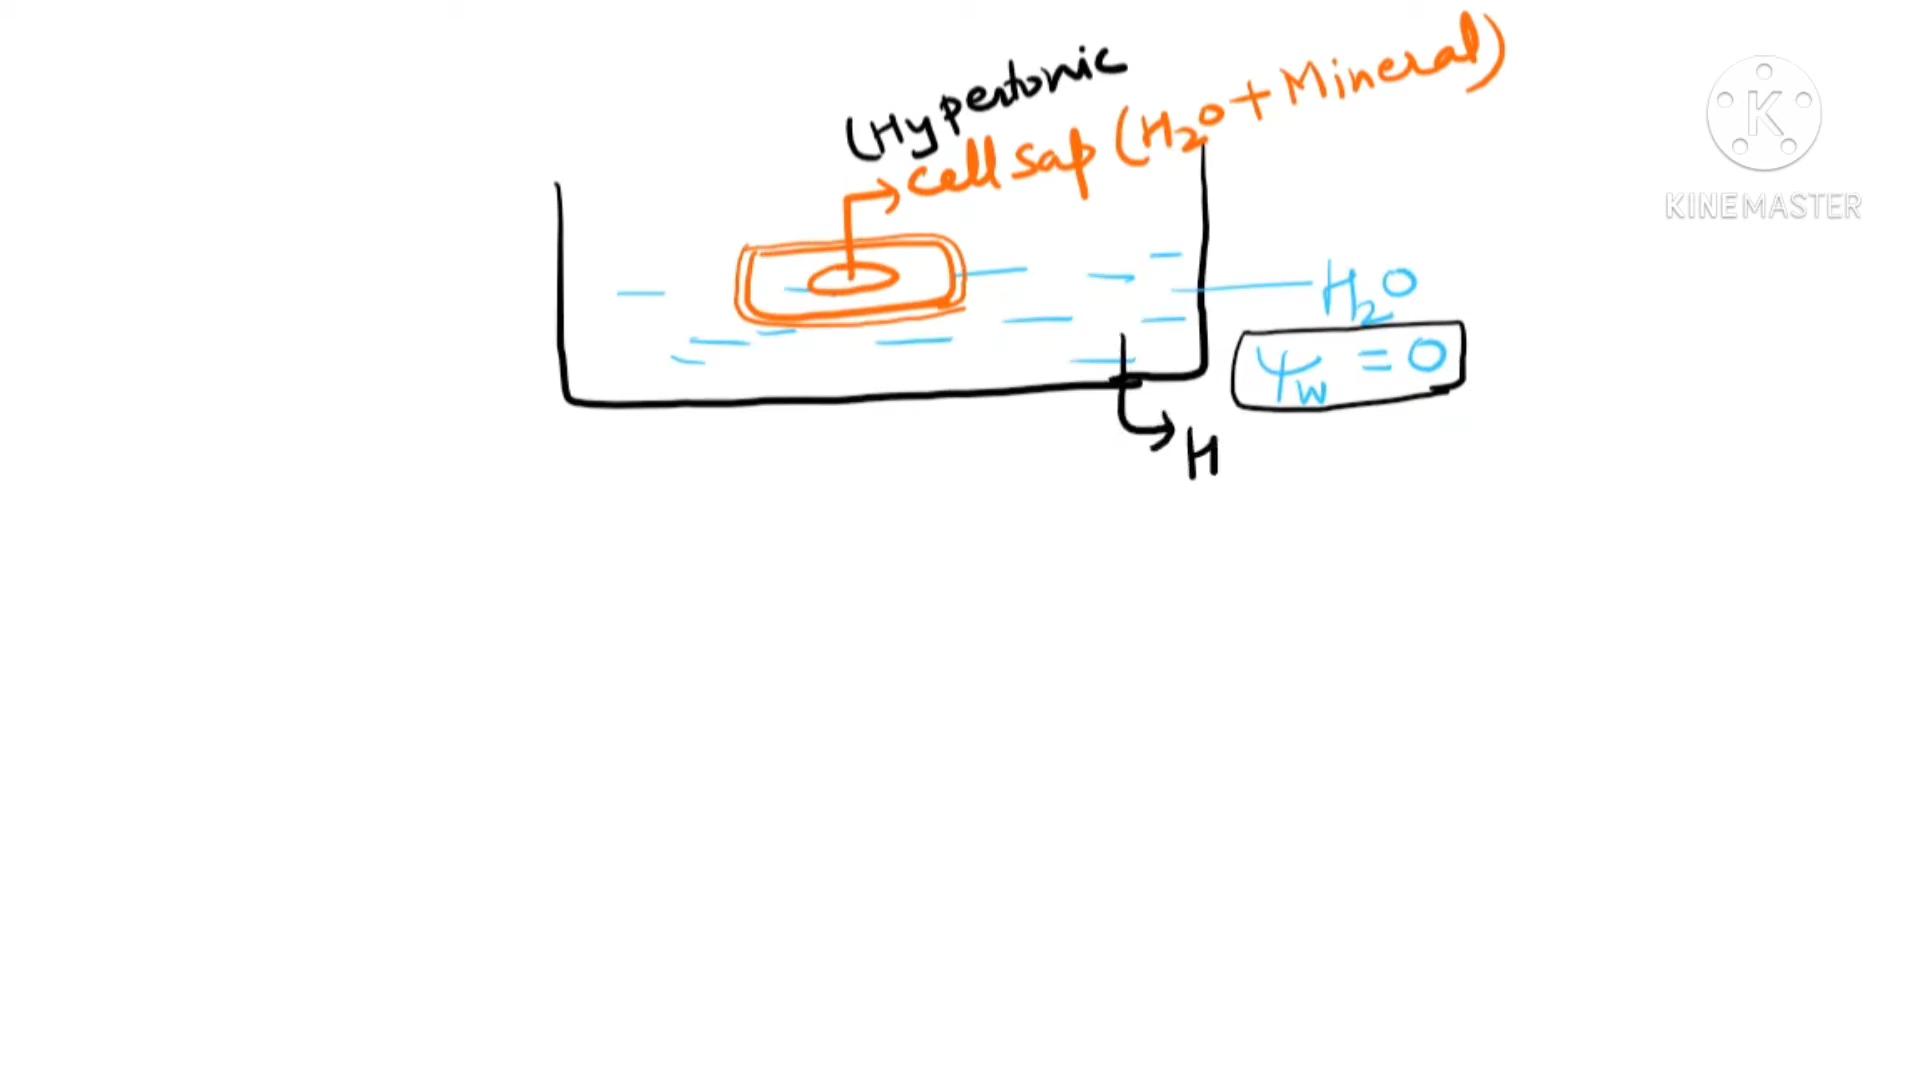 (Hypertonic
Cell sap (H₂O + Mineral)
K
KINEMASTER
H₂O
Ψw = 0
H